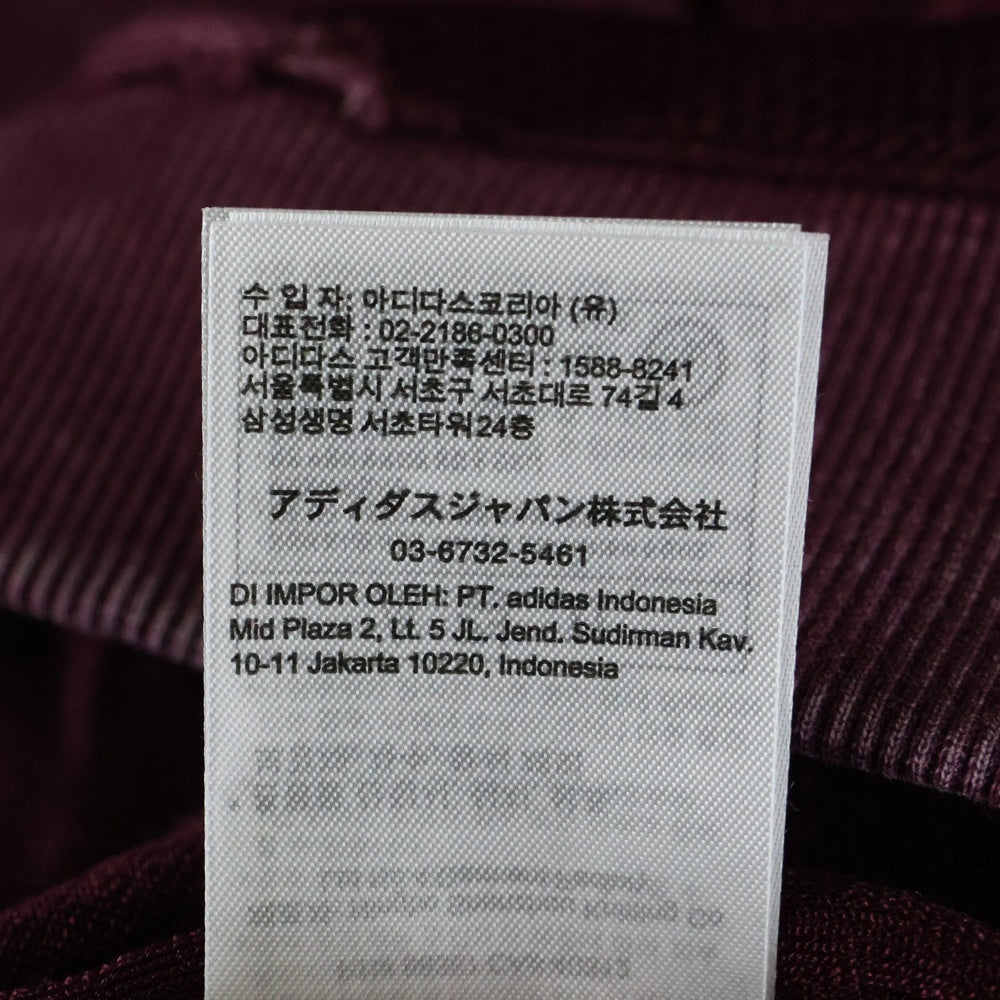 수 입 자: 아디다스코리아 (유)
대표전화 : 02-2186-0300
아디다스 고객만족센터 : 1588-8241
서울특별시 서초구 서초대로 74길 4
삼성생명 서초타워24층
アディダスジャパン株式会社
03-6732-5461
DI IMPOR OLEH: PT. adidas Indonesia
Mid Plaza 2, Lt. 5 JL. Jend. Sudirman Kav.
10-11 Jakarta 10220, Indonesia